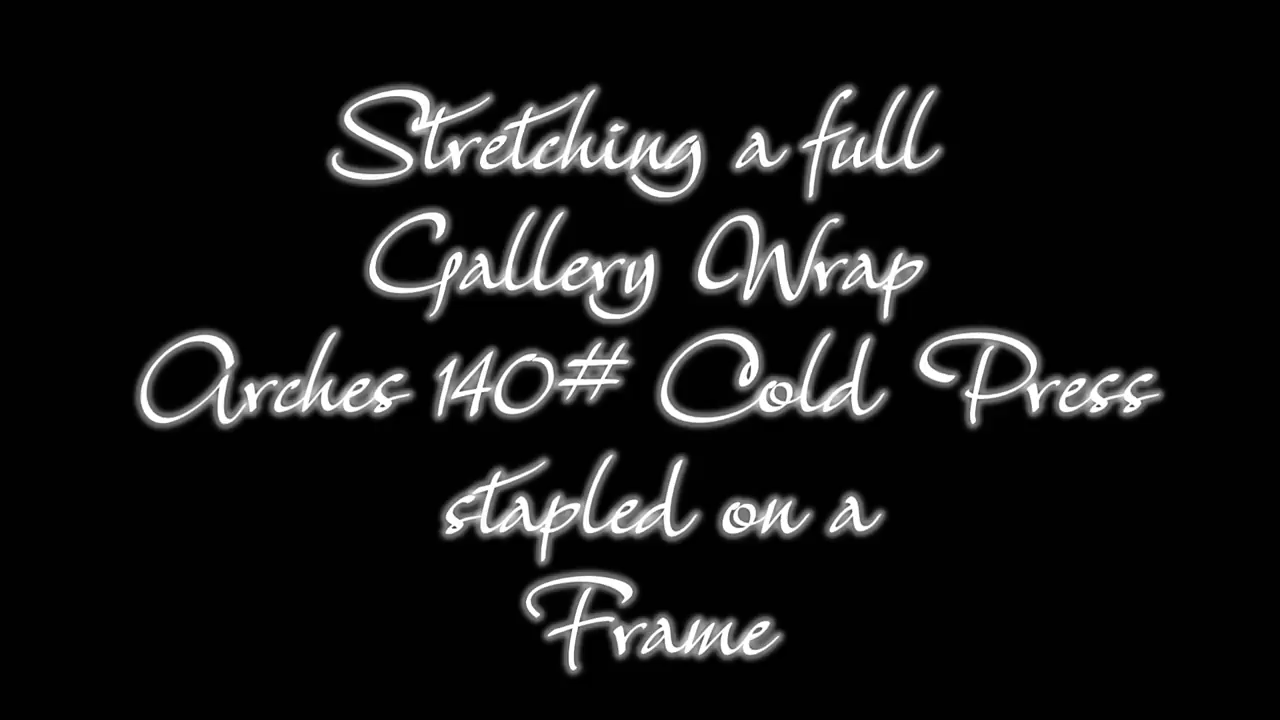 Stretching a full
Gallery Wrap
Arches 140# Cold Press
stapled on a
Frame